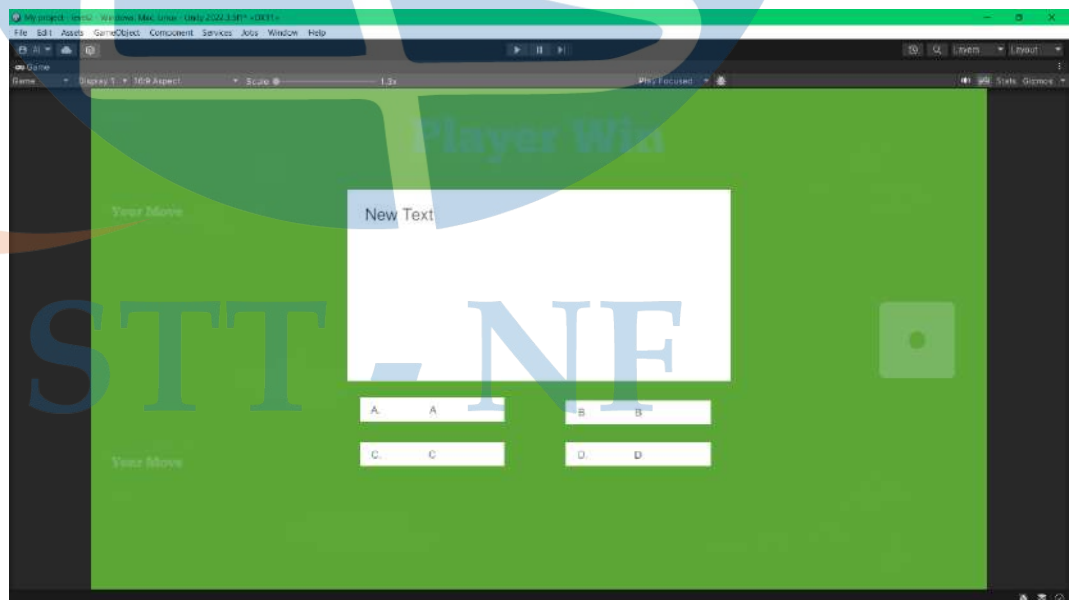 My project - - Windows, Mac, Linux - Unity 2022.3.5f1* <DX11>
File Edit Assets GameObject Component Services Jobs Window Help
AI Layers Layout
Game
Game Display 1 16:9 Aspect Scale 1.3x Play Focused Stats Gizmos
Player Win
Your Move
New Text
STT - NF
A. A
B. B
C. C
D. D
Your Move